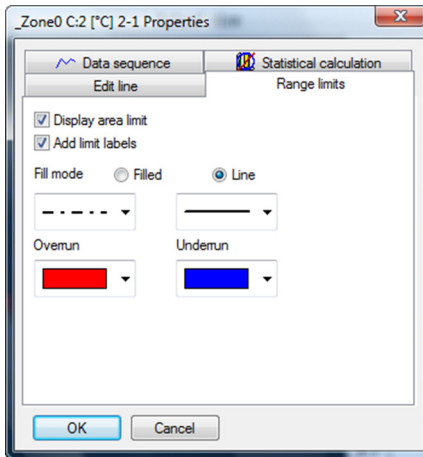 _Zone0 C:2 [°C] 2-1 Properties
Data sequence
Statistical calculation
Edit line
Range limits
Display area limit
Add limit labels
Fill mode
Filled
Line
Overrun
Underrun
OK
Cancel